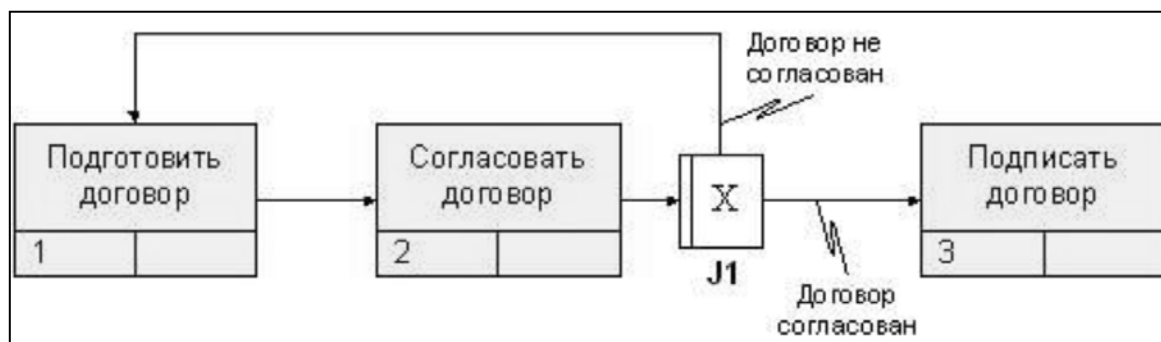 Договор не
согласован
Подготовить
договор
1
Согласовать
договор
2
X
J1
Подписать
договор
3
Договор
согласован